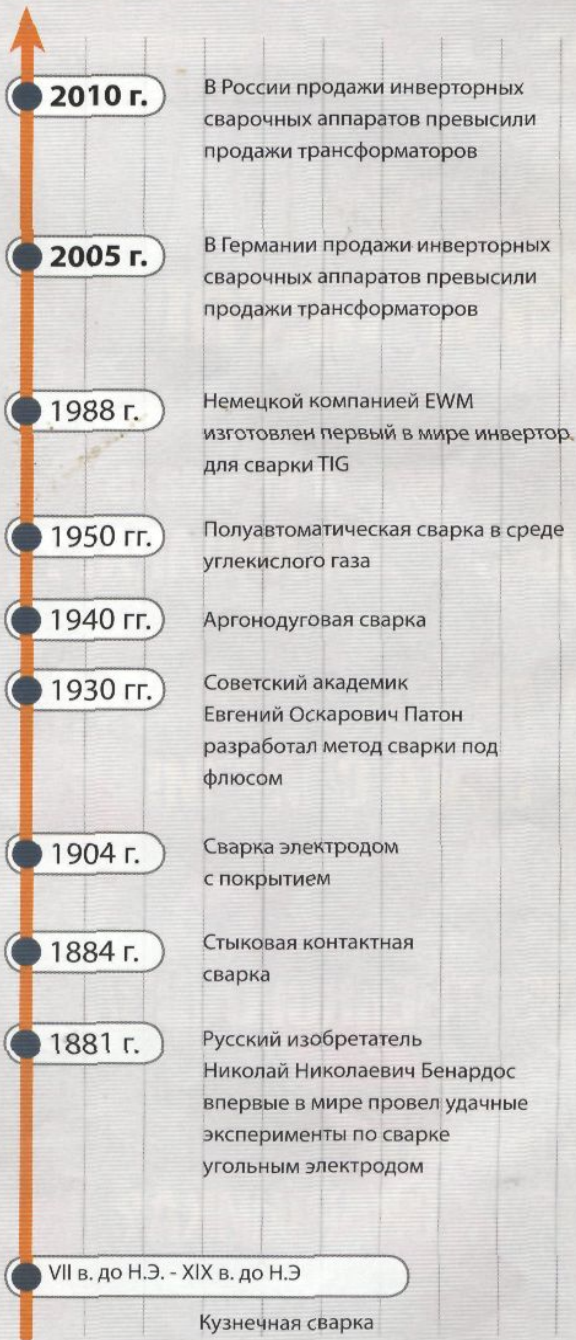 2010 г.
В России продажи инверторных
сварочных аппаратов превысили
продажи трансформаторов
2005 г.
В Германии продажи инверторных
сварочных аппаратов превысили
продажи трансформаторов
1988 г.
Немецкой компанией EWM
изготовлен первый в мире инвертор
для сварки TIG
1950 гг.
Полуавтоматическая сварка в среде
углекислого газа
1940 гг.
Аргонодуговая сварка
1930 гг.
Советский академик
Евгений Оскарович Патон
разработал метод сварки под
флюсом
1904 г.
Сварка электродом
с покрытием
1884 г.
Стыковая контактная
сварка
1881 г.
Русский изобретатель
Николай Николаевич Бенардос
впервые в мире провел удачные
эксперименты по сварке
угольным электродом
VII в. до Н.Э. - XIX в. до Н.Э
Кузнечная сварка